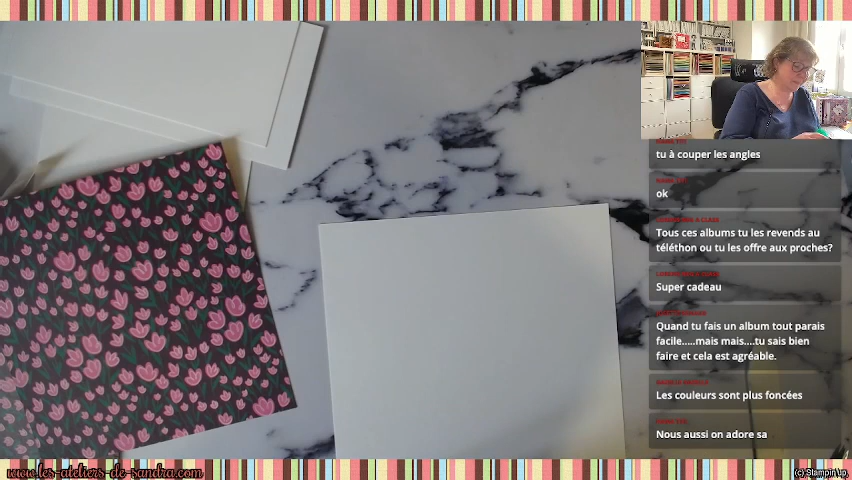 tu à couper les angles
ok
Tous ces albums tu les revends au
téléthon ou tu les offre aux proches?
Super cadeau
Quand tu fais un album tout parais
facile.....mais mais....tu sais bien
faire et cela est agréable.
Les couleurs sont plus foncées
Nous aussi on adore sa
www.les-ateliers-de-sandra.com
(c) Stampin'up